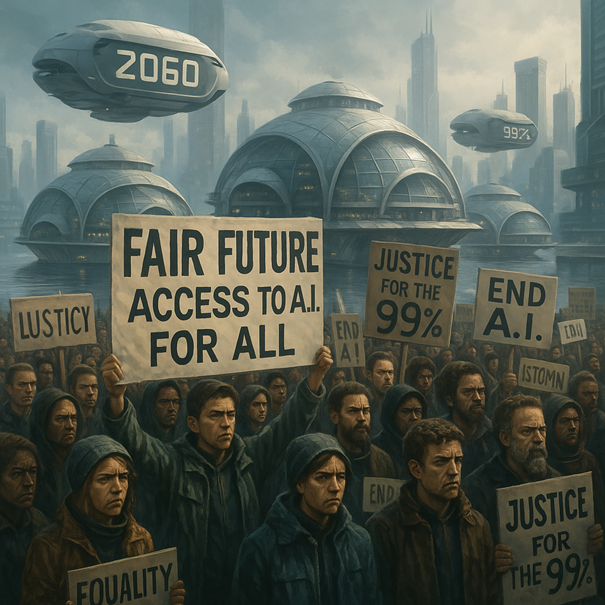 2060
99%
FAIR FUTURE
ACCESS TO A.I.
FOR ALL
JUSTICE
FOR THE
99%
END
A.I.
LUSTICY
END
A!
ISTOMN
END
EQUALITY
JUSTICE
FOR
THE 99%